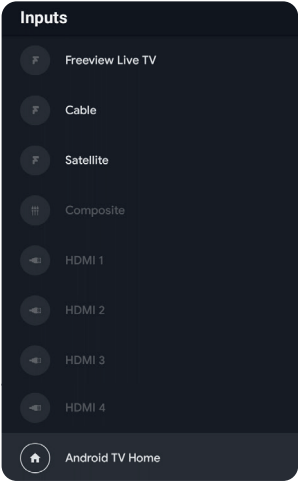 Inputs
Freeview Live TV
Cable
Satellite
Composite
HDMI 1
HDMI 2
HDMI 3
HDMI 4
Android TV Home